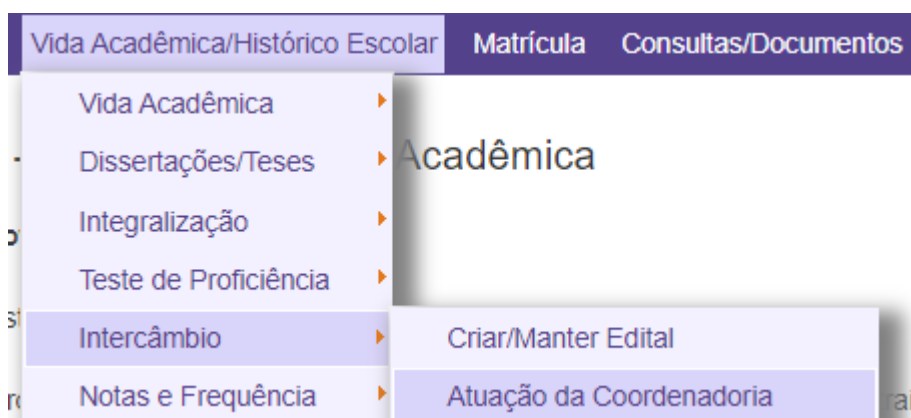 Vida Acadêmica/Histórico Escolar Matrícula Consultas/Documentos
Vida Acadêmica
Acadêmica
Dissertações/Teses
Integralização
Teste de Proficiência
Intercâmbio Criar/Manter Edital
Notas e Frequência Atuação da Coordenadoria